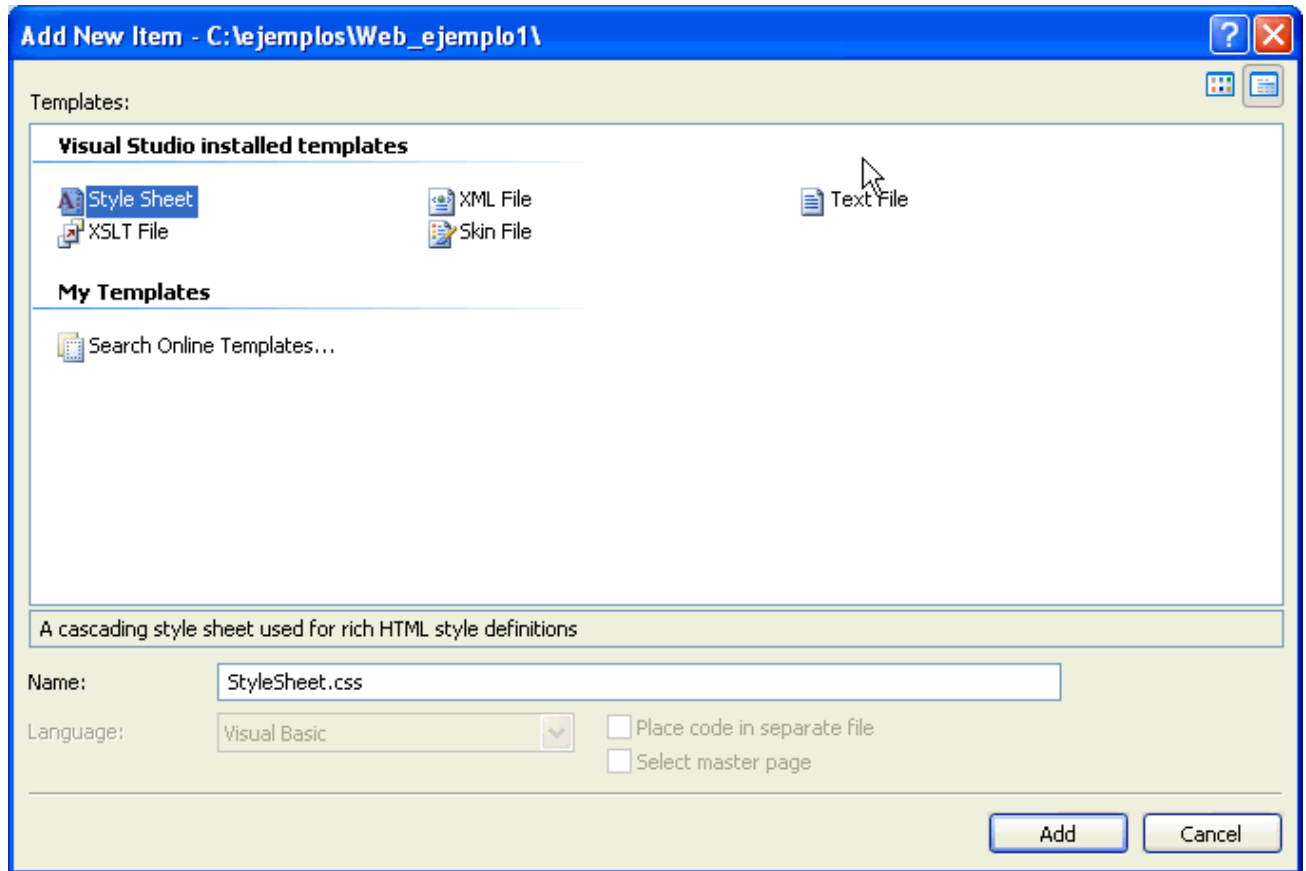 Add New Item - C:\ejemplos\Web_ejemplo1\
Templates:
Visual Studio installed templates
Style Sheet XML File Text File
XSLT File Skin File
My Templates
Search Online Templates...
A cascading style sheet used for rich HTML style definitions
Name: StyleSheet.css
Language: Visual Basic Place code in separate file
Select master page
Add Cancel